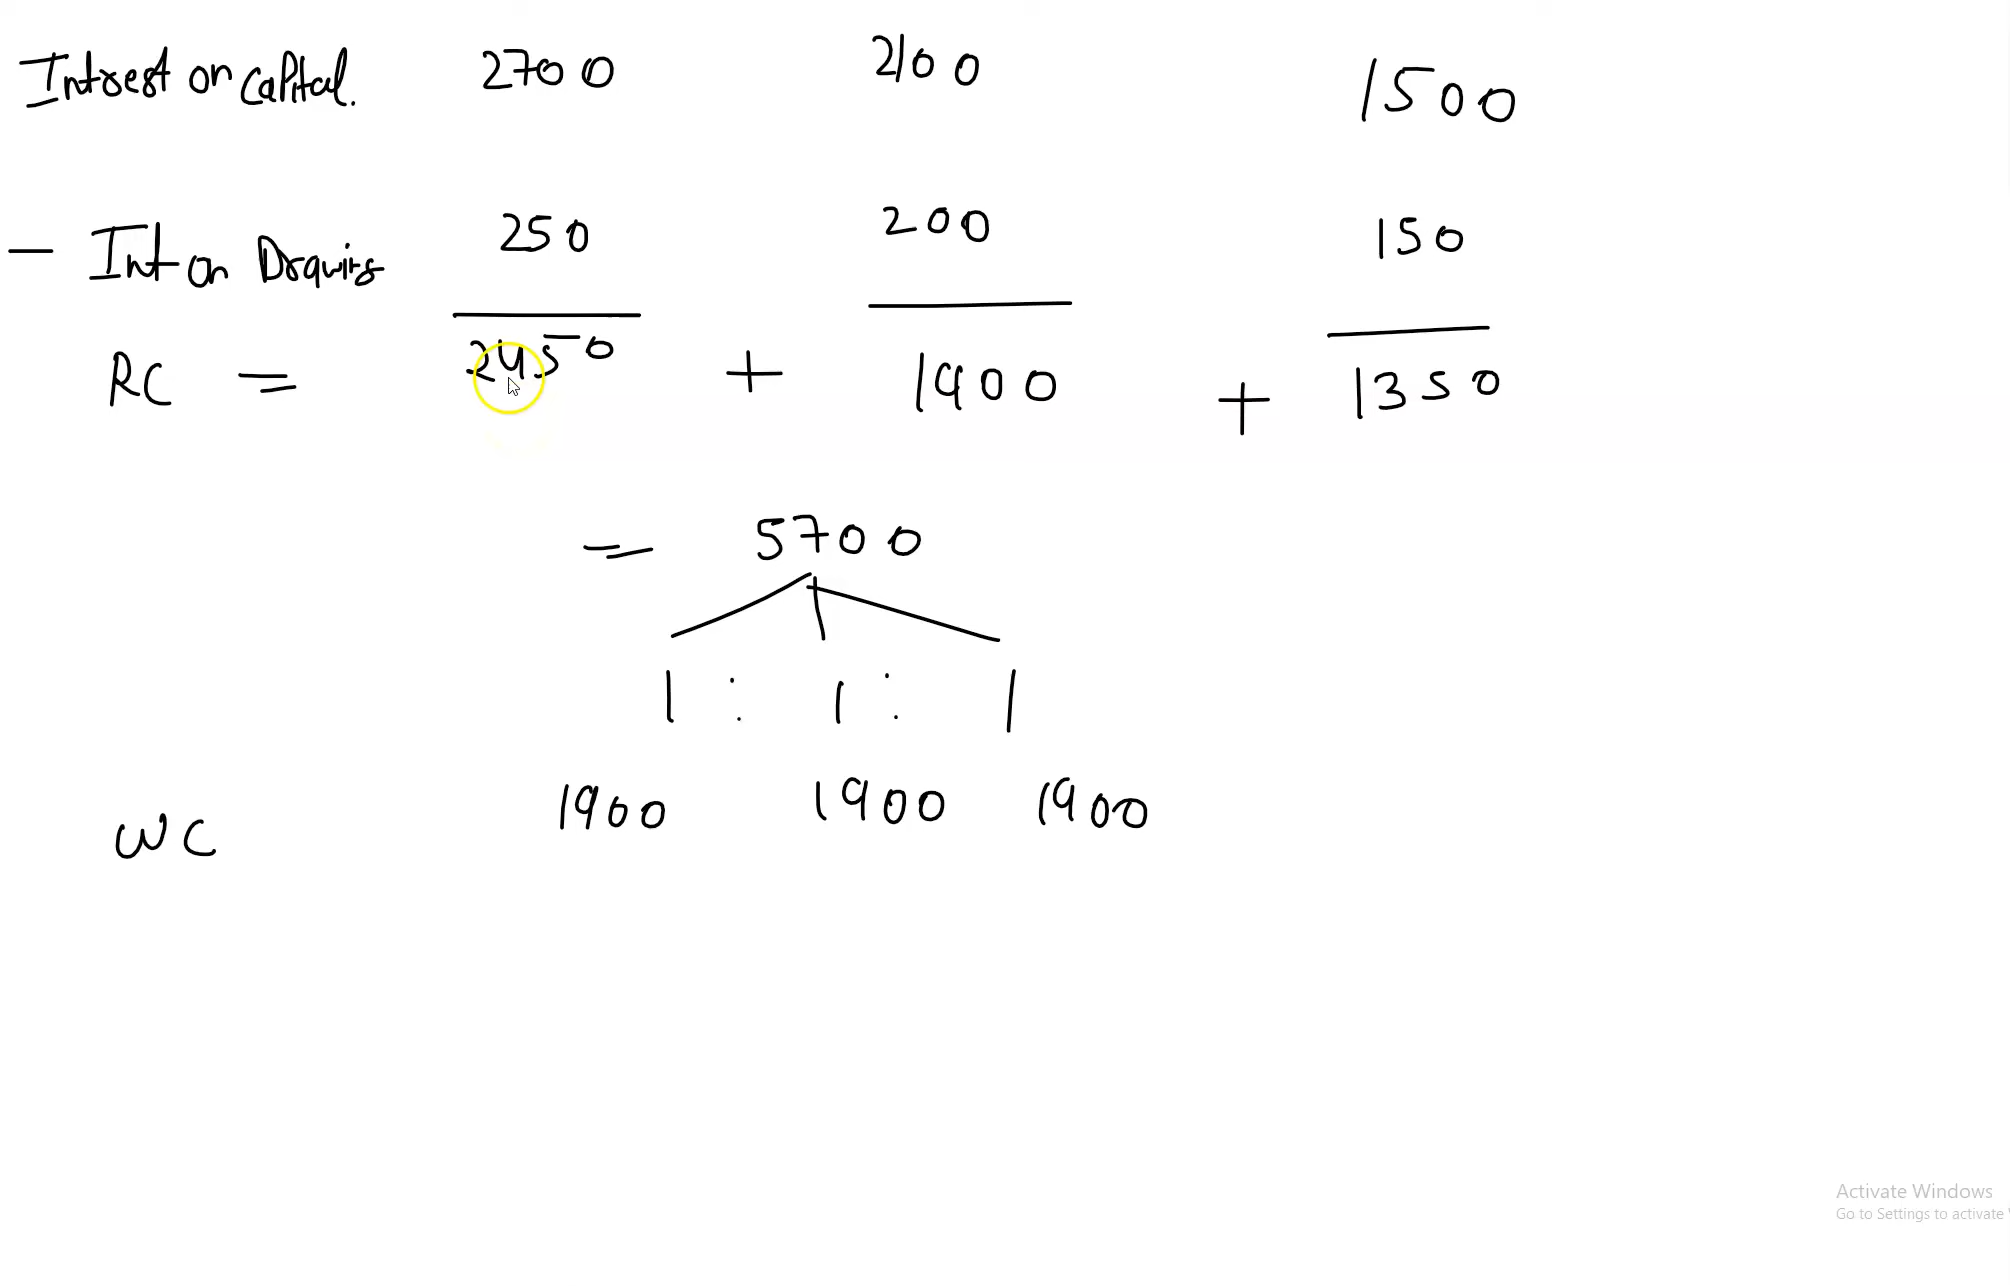 Intrest on Capital. 2700 2100 1500
- Int on Drawings 250 200 150
RC = 2450 + 1900 + 1350
= 5700
1 : 1 : 1
WC 1900 1900 1900
Activate Windows
Go to Settings to activate